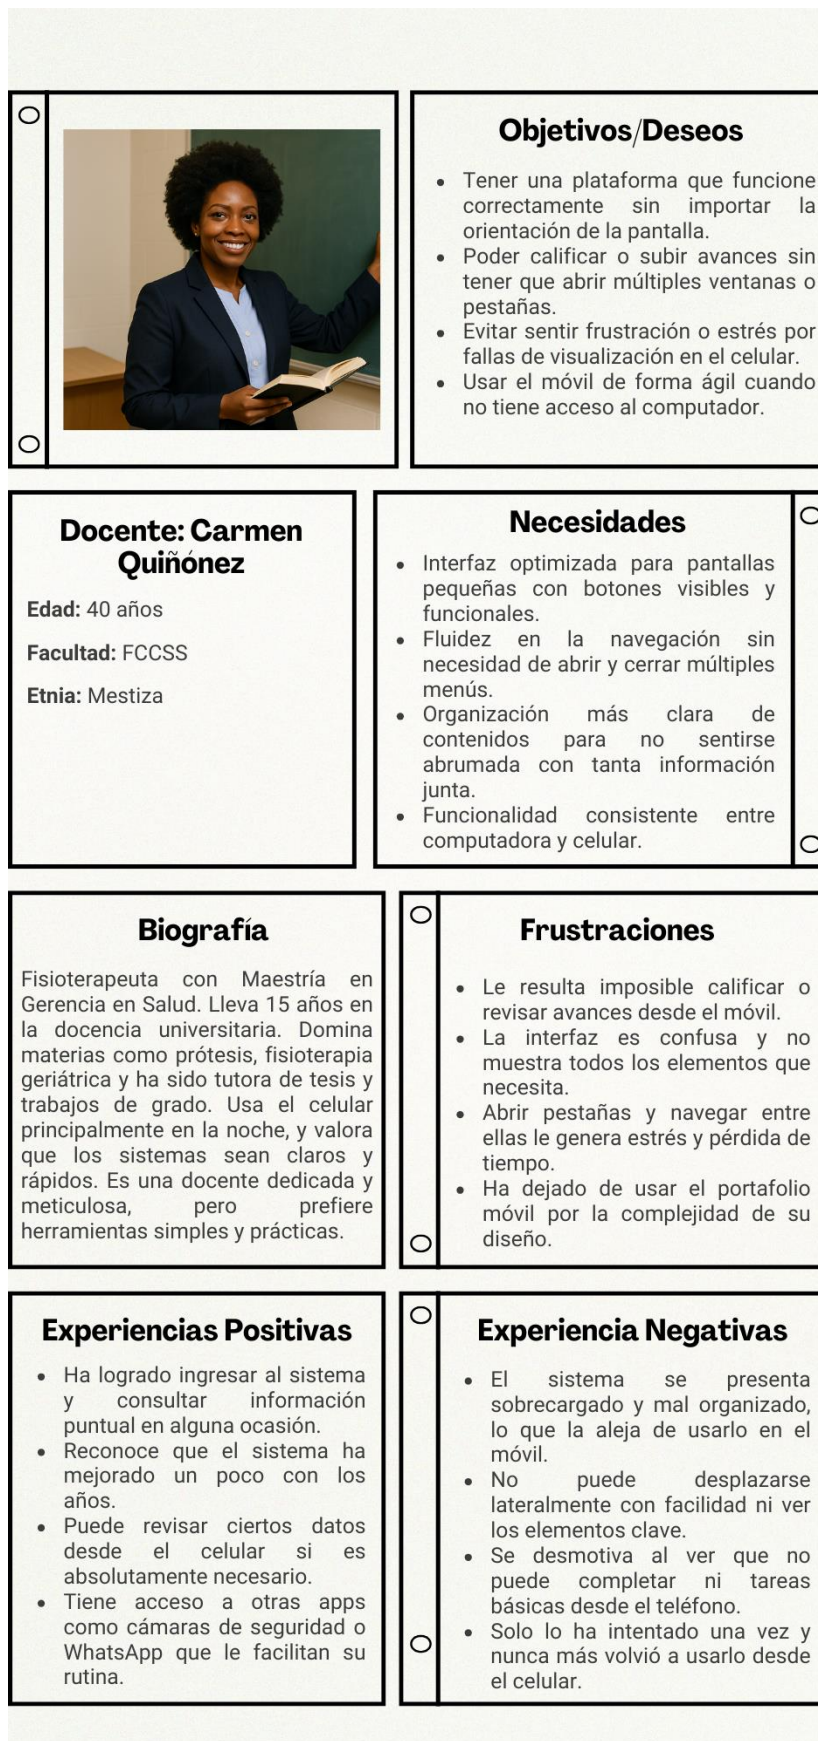 Objetivos/Deseos
• Tener una plataforma que funcione
correctamente sin importar la
orientación de la pantalla.
• Poder calificar o subir avances sin
tener que abrir múltiples ventanas o
pestañas.
• Evitar sentir frustración o estrés por
fallas de visualización en el celular.
• Usar el móvil de forma ágil cuando
no tiene acceso al computador.
Docente: Carmen
Quiñónez
Edad: 40 años
Facultad: FCCSS
Etnia: Mestiza
Necesidades
• Interfaz optimizada para pantallas
pequeñas con botones visibles y
funcionales.
• Fluidez en la navegación sin
necesidad de abrir y cerrar múltiples
menús.
• Organización más clara de
contenidos para no sentirse
abrumada con tanta información
junta.
• Funcionalidad consistente entre
computadora y celular.
Biografía
Fisioterapeuta con Maestría en
Gerencia en Salud. Lleva 15 años en
la docencia universitaria. Domina
materias como prótesis, fisioterapia
geriátrica y ha sido tutora de tesis y
trabajos de grado. Usa el celular
principalmente en la noche, y valora
que los sistemas sean claros y
rápidos. Es una docente dedicada y
meticulosa, pero prefiere
herramientas simples y prácticas.
Frustraciones
• Le resulta imposible calificar o
revisar avances desde el móvil.
• La interfaz es confusa y no
muestra todos los elementos que
necesita.
• Abrir pestañas y navegar entre
ellas le genera estrés y pérdida de
tiempo.
• Ha dejado de usar el portafolio
móvil por la complejidad de su
diseño.
Experiencias Positivas
• Ha logrado ingresar al sistema
y consultar información
puntual en alguna ocasión.
• Reconoce que el sistema ha
mejorado un poco con los
años.
• Puede revisar ciertos datos
desde el celular si es
absolutamente necesario.
• Tiene acceso a otras apps
como cámaras de seguridad o
WhatsApp que le facilitan su
rutina.
Experiencia Negativas
• El sistema se presenta
sobrecargado y mal organizado,
lo que la aleja de usarlo en el
móvil.
• No puede desplazarse
lateralmente con facilidad ni ver
los elementos clave.
• Se desmotiva al ver que no
puede completar ni tareas
básicas desde el teléfono.
• Solo lo ha intentado una vez y
nunca más volvió a usarlo desde
el celular.